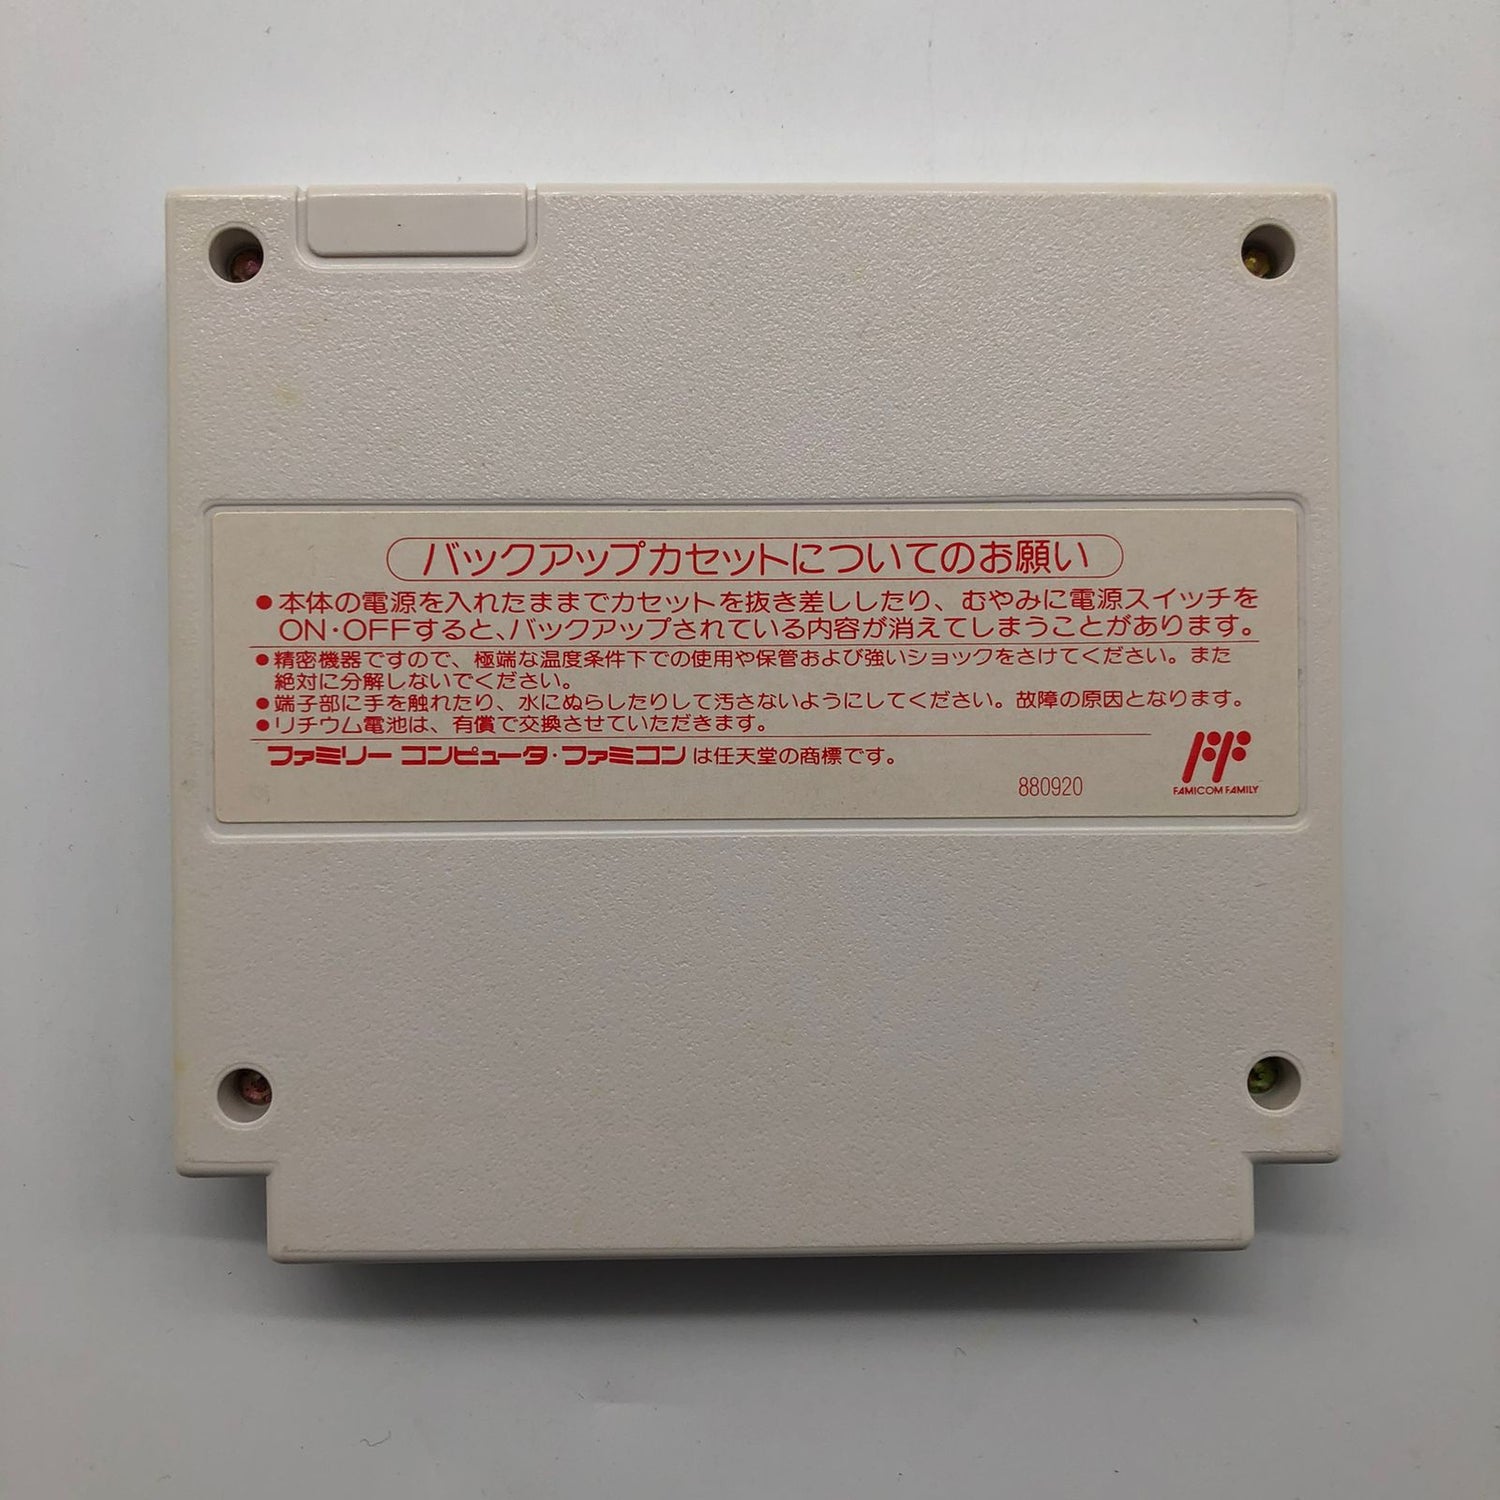 バックアップカセットについてのお願い
●本体の電源を入れたままでカセットを抜き差ししたり、むやみに電源スイッチを
ON・OFFすると、バックアップされている内容が消えてしまうことがあります。
●精密機器ですので、極端な温度条件下での使用や保管および強いショックをさけてください。また
絶対に分解しないでください。
●端子部に手を触れたり、水にぬらしたりして汚さないようにしてください。故障の原因となります。
●リチウム電池は、有償で交換させていただきます。
ファミリー コンピュータ・ファミコンは任天堂の商標です。
880920
FF
FAMICOM FAMILY